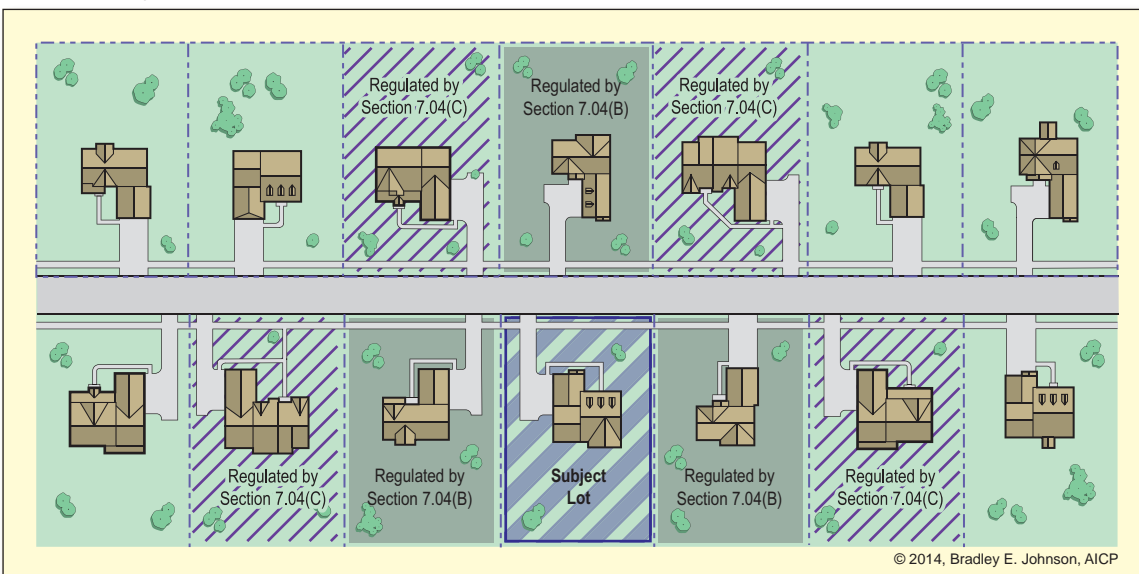 Regulated by
Section 7.04(C)
Regulated by
Section 7.04(B)
Regulated by
Section 7.04(C)
Regulated by
Section 7.04(C)
Regulated by
Section 7.04(B)
Subject
Lot
Regulated by
Section 7.04(B)
Regulated by
Section 7.04(C)
© 2014, Bradley E. Johnson, AICP